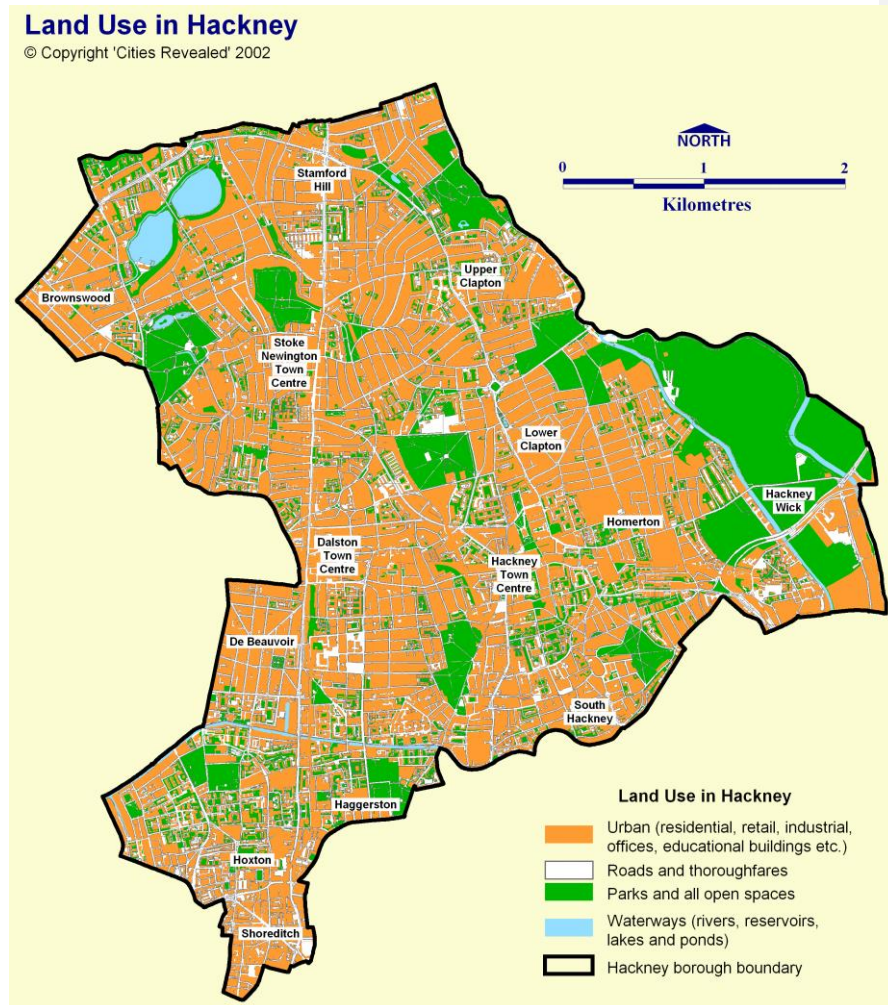 Land Use in Hackney
© Copyright 'Cities Revealed' 2002
NORTH
0 1 2
Kilometres
Stamford
Hill
Upper
Clapton
Brownswood
Stoke
Newington
Town
Centre
Lower
Clapton
Hackney
Wick
Homerton
Dalston
Town
Centre
Hackney
Town
Centre
De Beauvoir
South
Hackney
Haggerston
Hoxton
Shoreditch
Land Use in Hackney
Urban (residential, retail, industrial,
offices, educational buildings etc.)
Roads and thoroughfares
Parks and all open spaces
Waterways (rivers, reservoirs,
lakes and ponds)
Hackney borough boundary